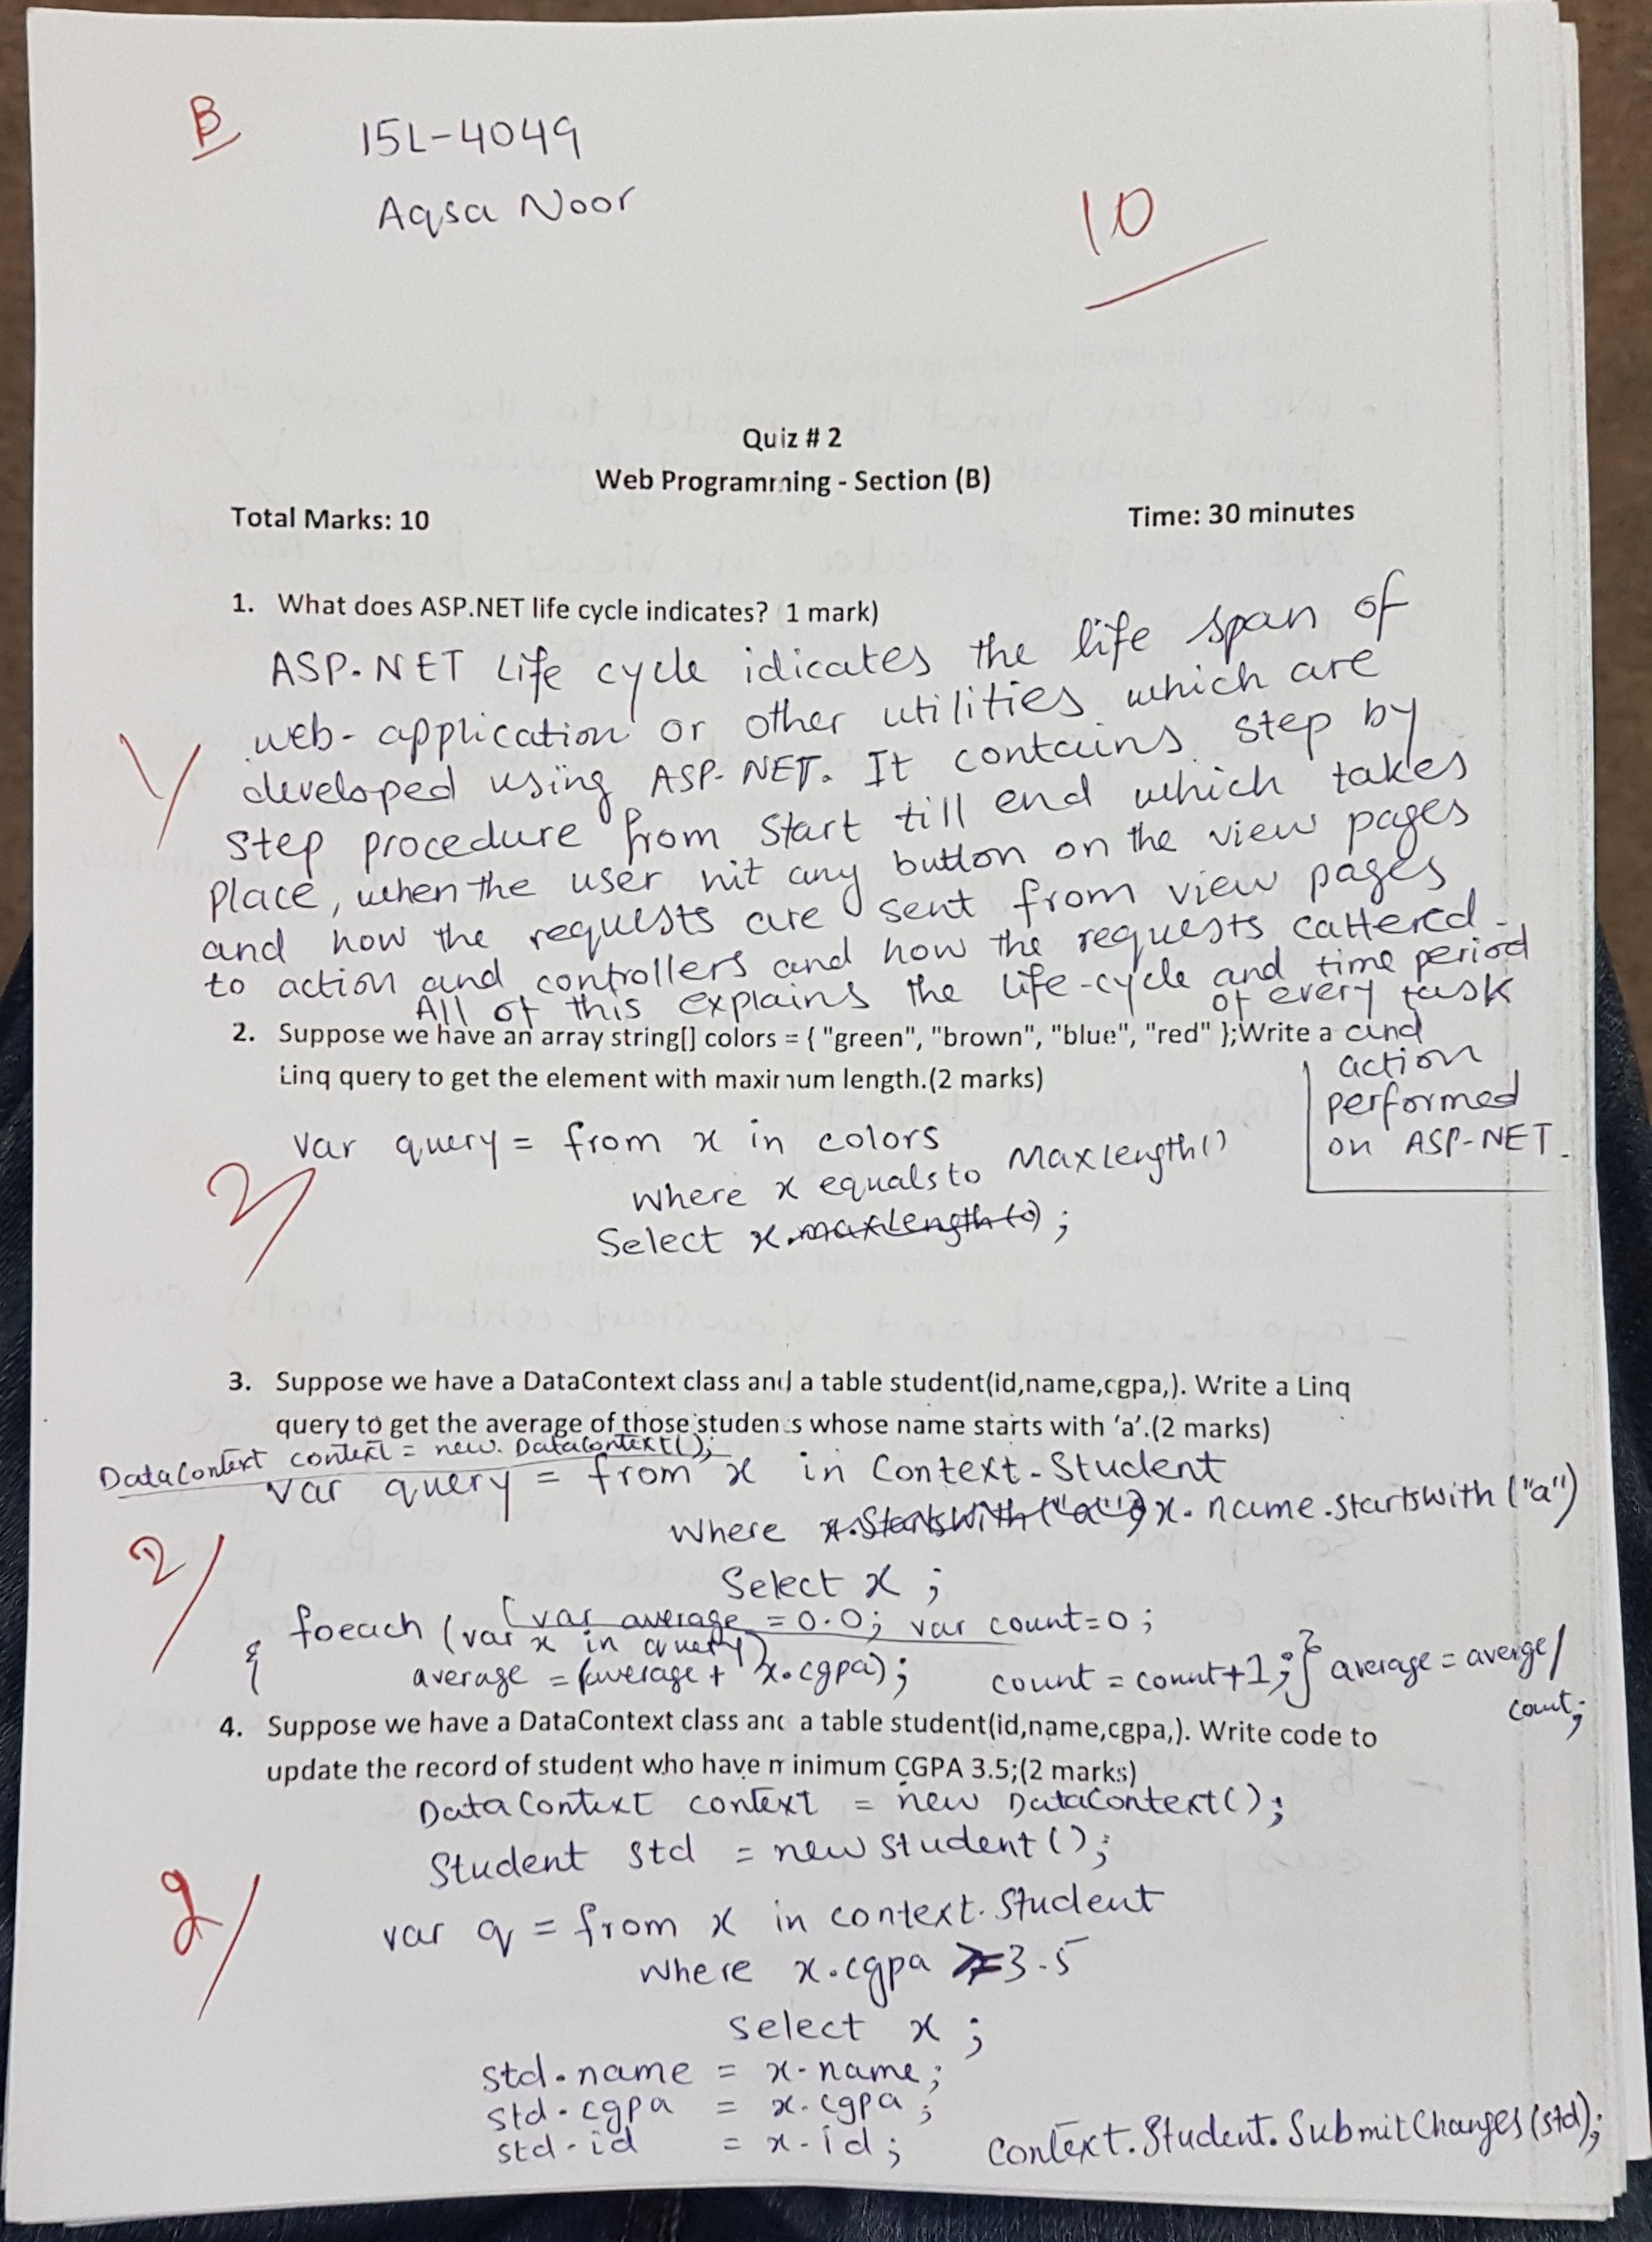 B
15L-4049
Aqsa Noor
10
Quiz # 2
Web Programming - Section (B)
Total Marks: 10 Time: 30 minutes
1. What does ASP.NET life cycle indicates? 1 mark)
ASP.NET Life cycle idicates the life span of
web-application or other utilities which are
developed using ASP-NET. It contains step by
step procedure from start till end which takes
place, when the user hit any button on the view pages
and how the requests are sent from view pages
to action and controllers and how the requests cattered.
All of this explains the life-cycle and time period
of every task
and
action
performed
on ASP-NET.
1
2. Suppose we have an array string[] colors = { "green", "brown", "blue", "red" };Write a
Linq query to get the element with maximum length.(2 marks)
var query = from x in colors
where x equalsto MaxLength()
Select x.maxLength() ;
2
3. Suppose we have a DataContext class and a table student(id,name,cgpa,). Write a Linq
query to get the average of those students whose name starts with 'a'.(2 marks)
DataContext context = new DataContext();
var query = from x in Context.Student
Where x.StartsWith("a") x.name.startsWith("a")
Select x ;
var average = 0.0; var count=0 ;
foeach (var x in query)
{ average = (average + x.cgpa); count = count+1;} average = averge/
count;
2
4. Suppose we have a DataContext class and a table student(id,name,cgpa,). Write code to
update the record of student who have minimum CGPA 3.5;(2 marks)
DataContext context = new DataContext();
Student std = new student();
var q = from x in context.Student
where x.cgpa >=3.5
select x ;
std.name = x.name;
std.cgpa = x.cgpa ;
std.id = x.id ; Context.Student.SubmitChanges(std);
2